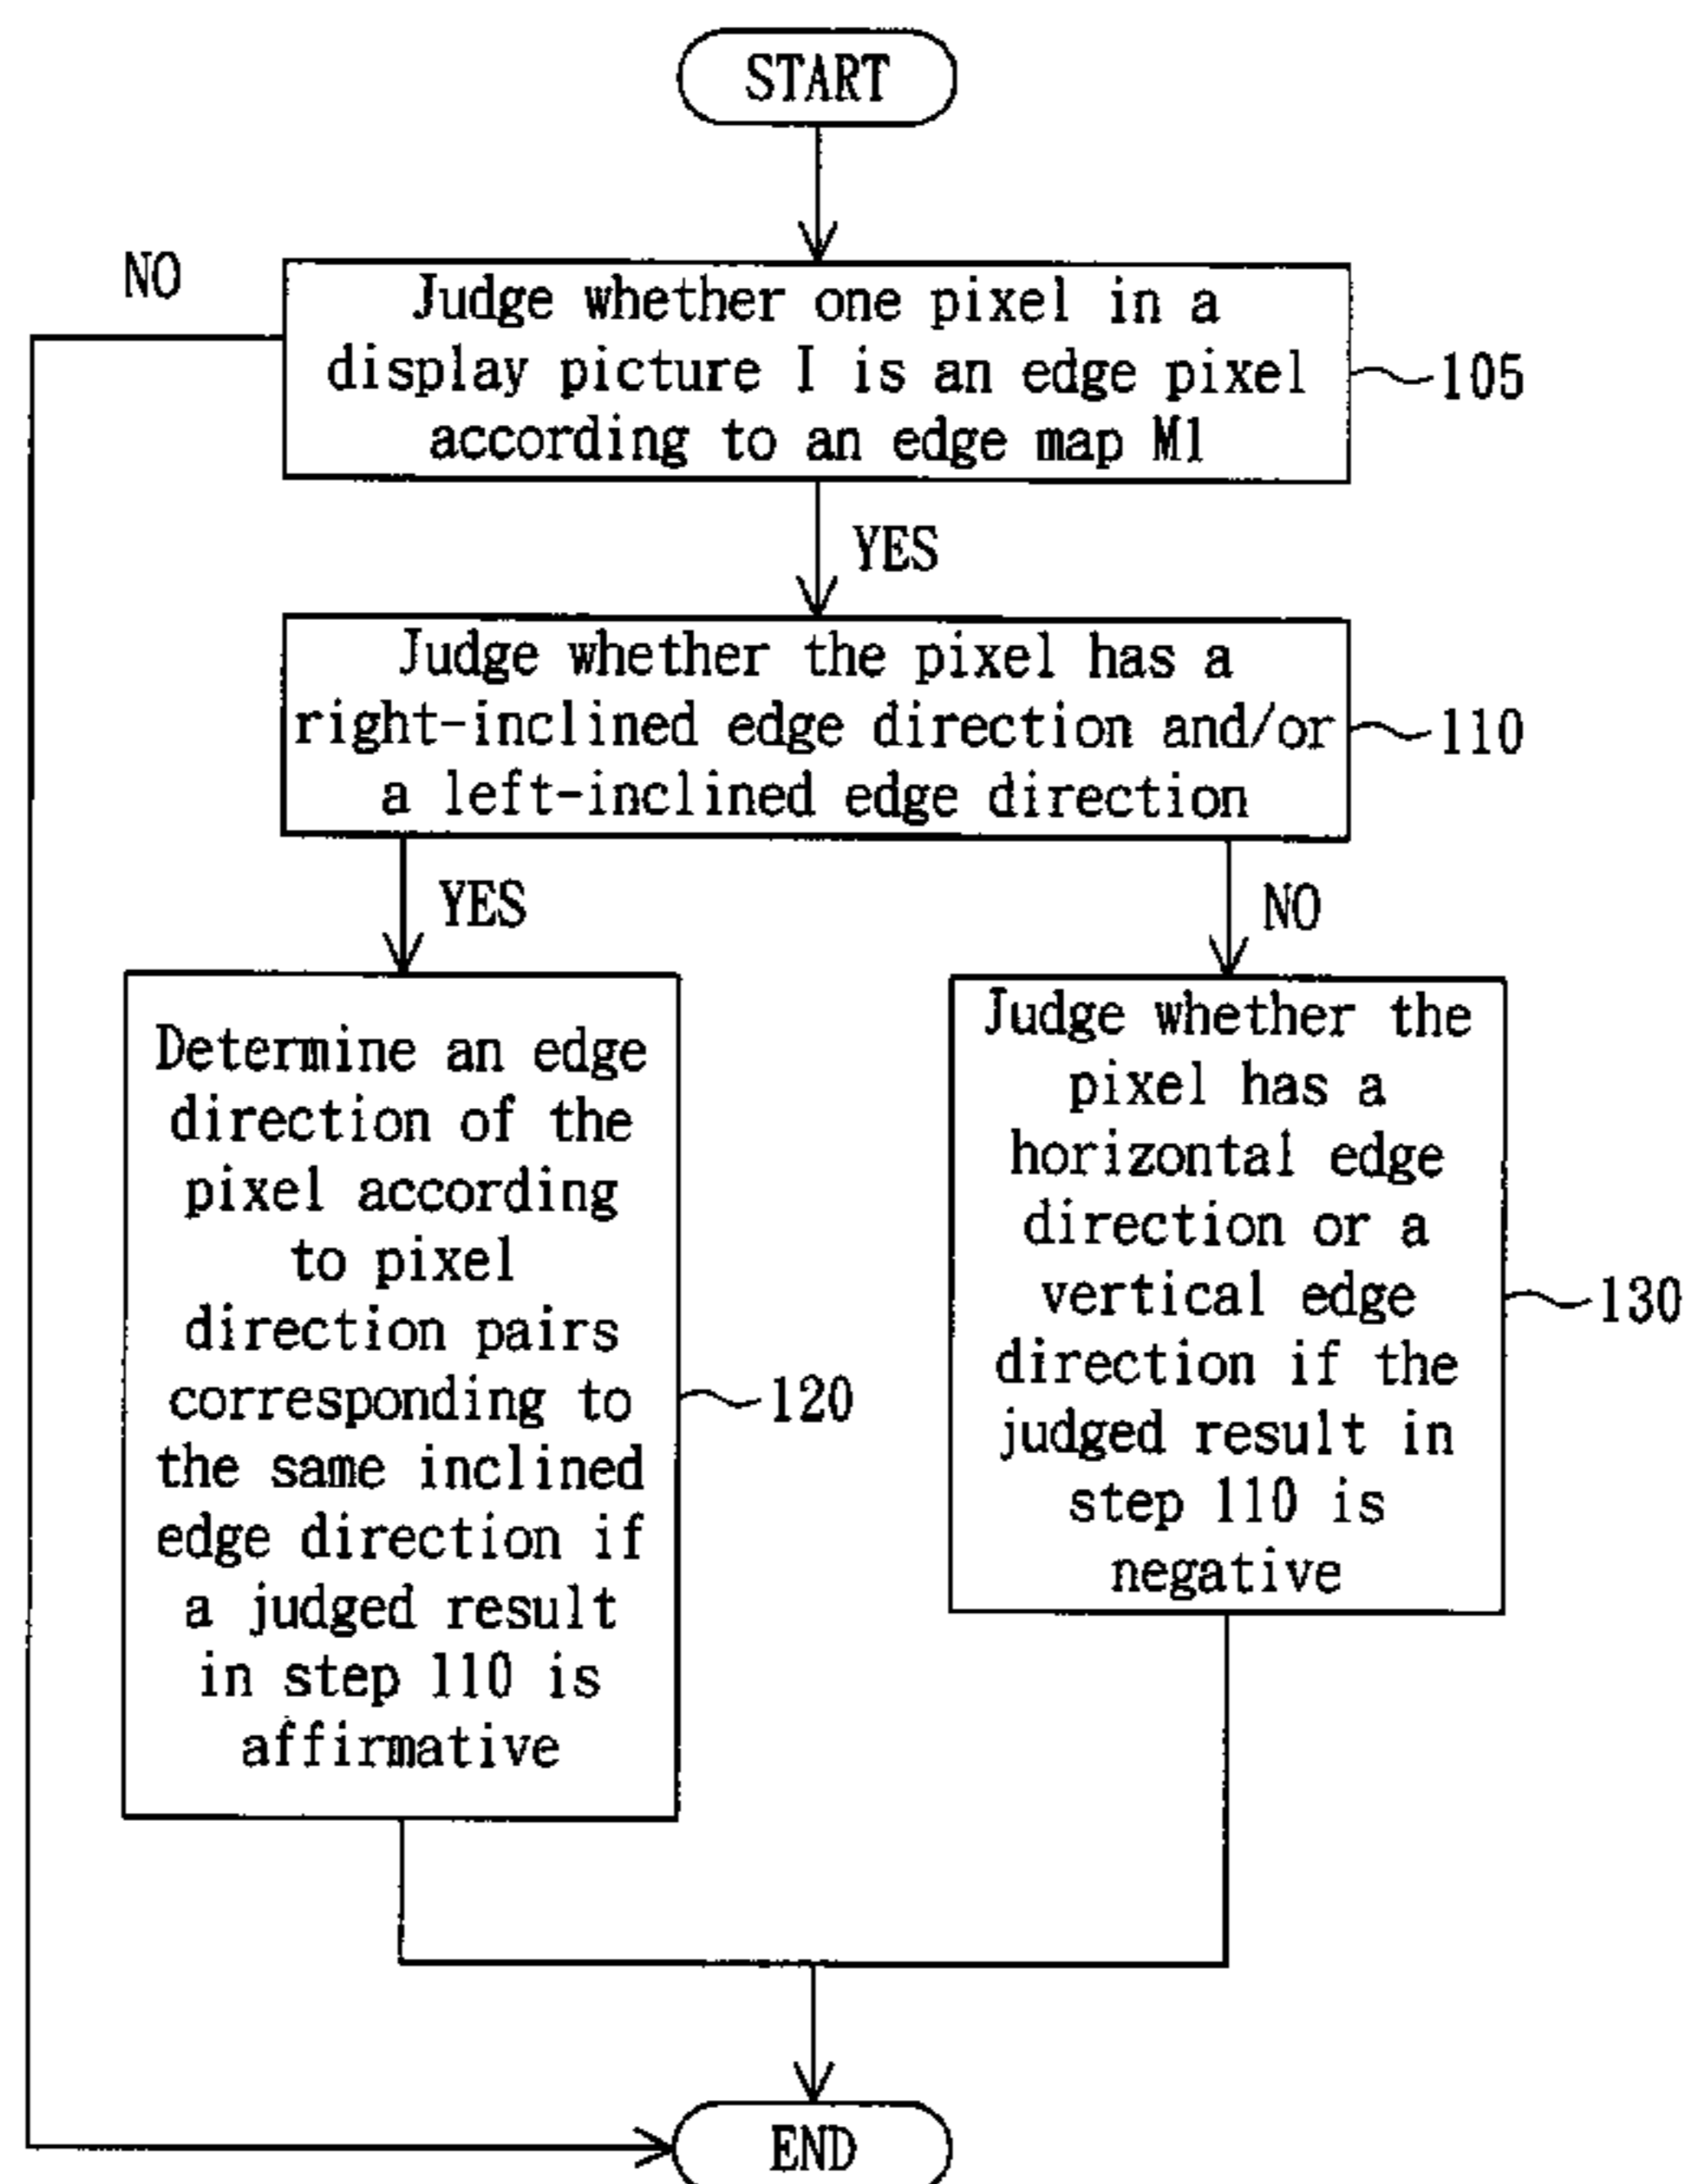 START
NO
Judge whether one pixel in a
display picture I is an edge pixel
according to an edge map M1
105
YES
Judge whether the pixel has a
right-inclined edge direction and/or
a left-inclined edge direction
110
YES
NO
Determine an edge
direction of the
pixel according
to pixel
direction pairs
corresponding to
the same inclined
edge direction if
a judged result
in step 110 is
affirmative
120
Judge whether the
pixel has a
horizontal edge
direction or a
vertical edge
direction if the
judged result in
step 110 is
negative
130
END